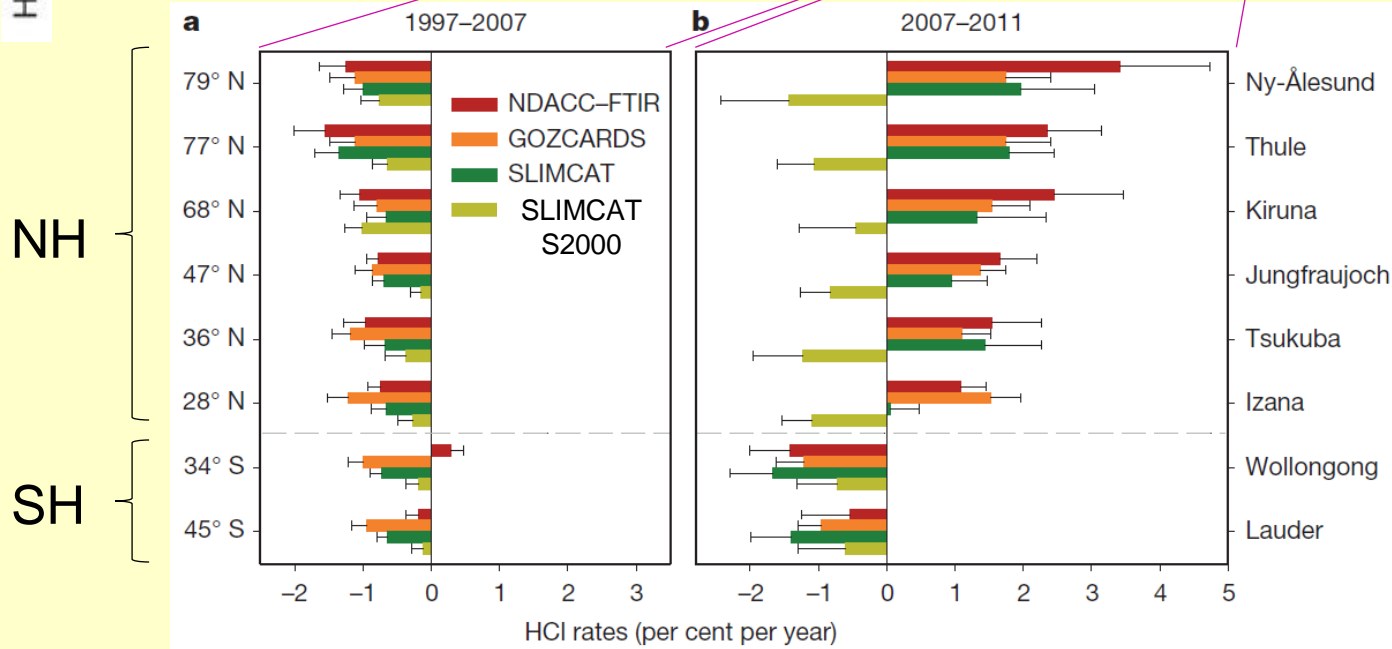 H
a 1997–2007
b 2007–2011
79° N
77° N
68° N
47° N
36° N
28° N
34° S
45° S
NH
SH
NDACC–FTIR
GOZCARDS
SLIMCAT
SLIMCAT
S2000
Ny-Ålesund
Thule
Kiruna
Jungfraujoch
Tsukuba
Izana
Wollongong
Lauder
–2 –1 0 1 2 3
–2 –1 0 1 2 3 4 5
HCl rates (per cent per year)